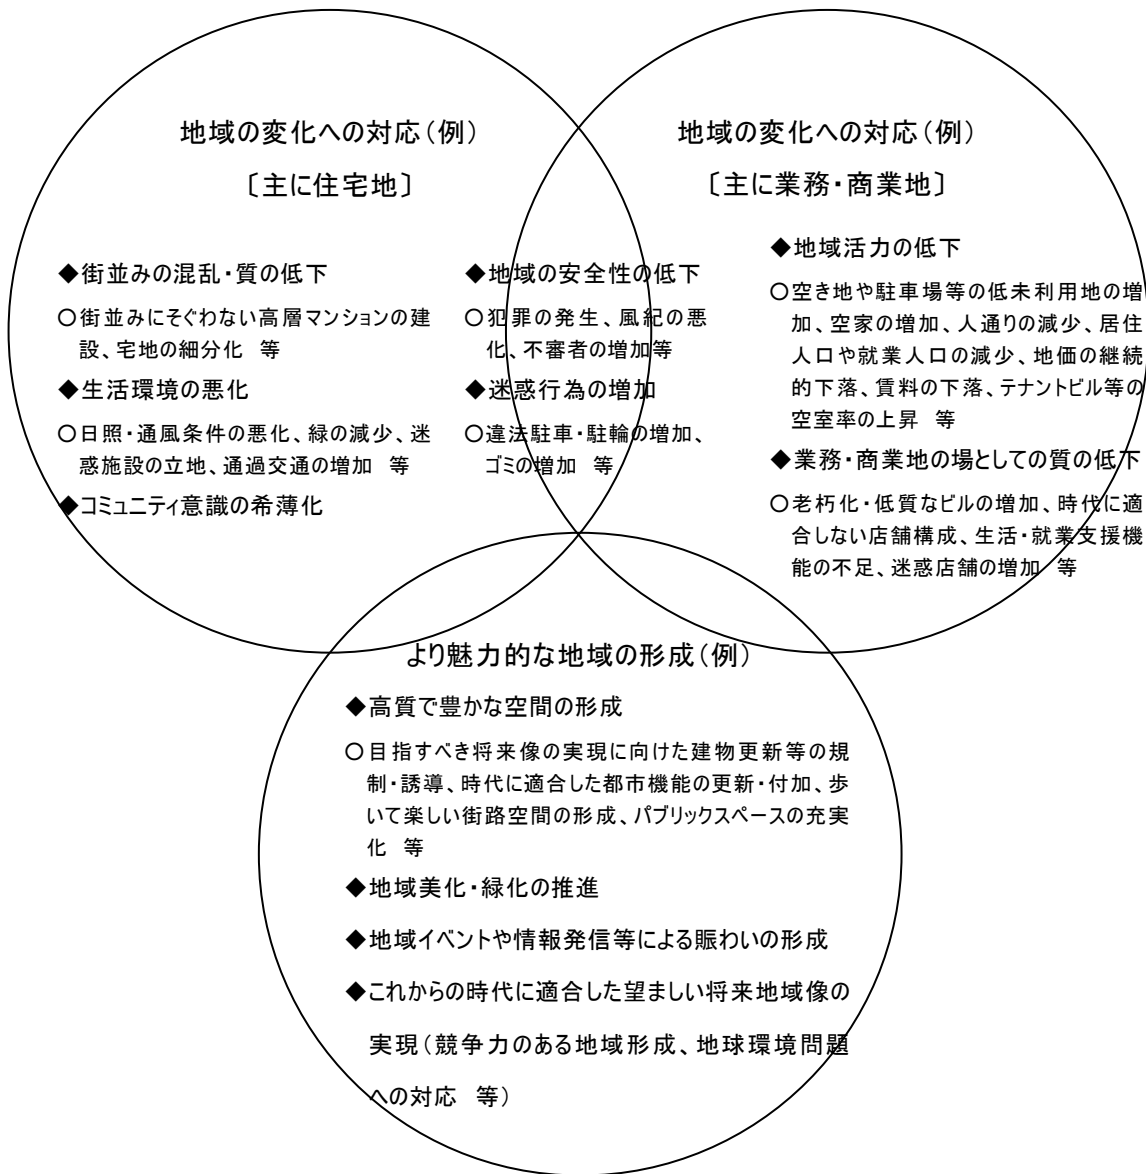 地域の変化への対応(例)
〔主に住宅地〕
◆街並みの混乱・質の低下
○街並みにそぐわない高層マンションの建
設、宅地の細分化　等
◆生活環境の悪化
○日照・通風条件の悪化、緑の減少、迷
惑施設の立地、通過交通の増加　等
◆コミュニティ意識の希薄化
◆地域の安全性の低下
○犯罪の発生、風紀の悪
化、不審者の増加等
◆迷惑行為の増加
○違法駐車・駐輪の増加、
ゴミの増加　等
地域の変化への対応(例)
〔主に業務・商業地〕
◆地域活力の低下
○空き地や駐車場等の低未利用地の増
加、空家の増加、人通りの減少、居住
人口や就業人口の減少、地価の継続
的下落、賃料の下落、テナントビル等の
空室率の上昇　等
◆業務・商業地の場としての質の低下
○老朽化・低質なビルの増加、時代に適
合しない店舗構成、生活・就業支援機
能の不足、迷惑店舗の増加　等
より魅力的な地域の形成(例)
◆高質で豊かな空間の形成
○目指すべき将来像の実現に向けた建物更新等の規
制・誘導、時代に適合した都市機能の更新・付加、歩
いて楽しい街路空間の形成、パブリックスペースの充実
化　等
◆地域美化・緑化の推進
◆地域イベントや情報発信等による賑わいの形成
◆これからの時代に適合した望ましい将来地域像の
実現(競争力のある地域形成、地球環境問題
への対応　等)